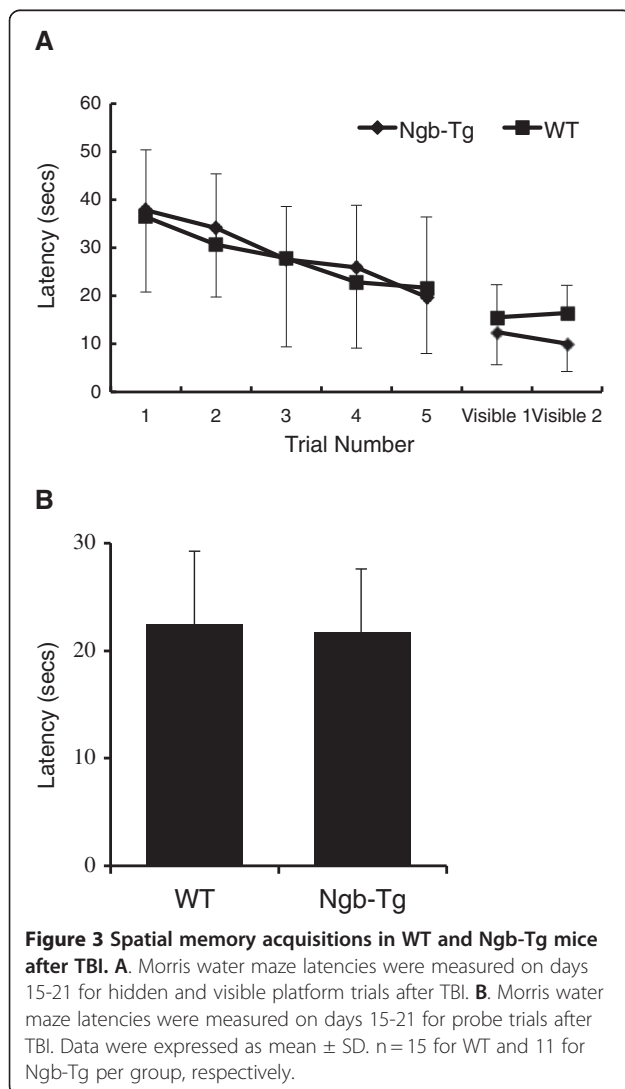 A
60
50
40
30
20
10
0
Latency (secs)
Ngb-Tg WT
1 2 3 4 5 Visible 1 Visible 2
Trial Number
B
30
20
10
0
Latency (secs)
WT Ngb-Tg
Figure 3 Spatial memory acquisitions in WT and Ngb-Tg mice
after TBI. A. Morris water maze latencies were measured on days
15-21 for hidden and visible platform trials after TBI. B. Morris water
maze latencies were measured on days 15-21 for probe trials after
TBI. Data were expressed as mean ± SD. n = 15 for WT and 11 for
Ngb-Tg per group, respectively.